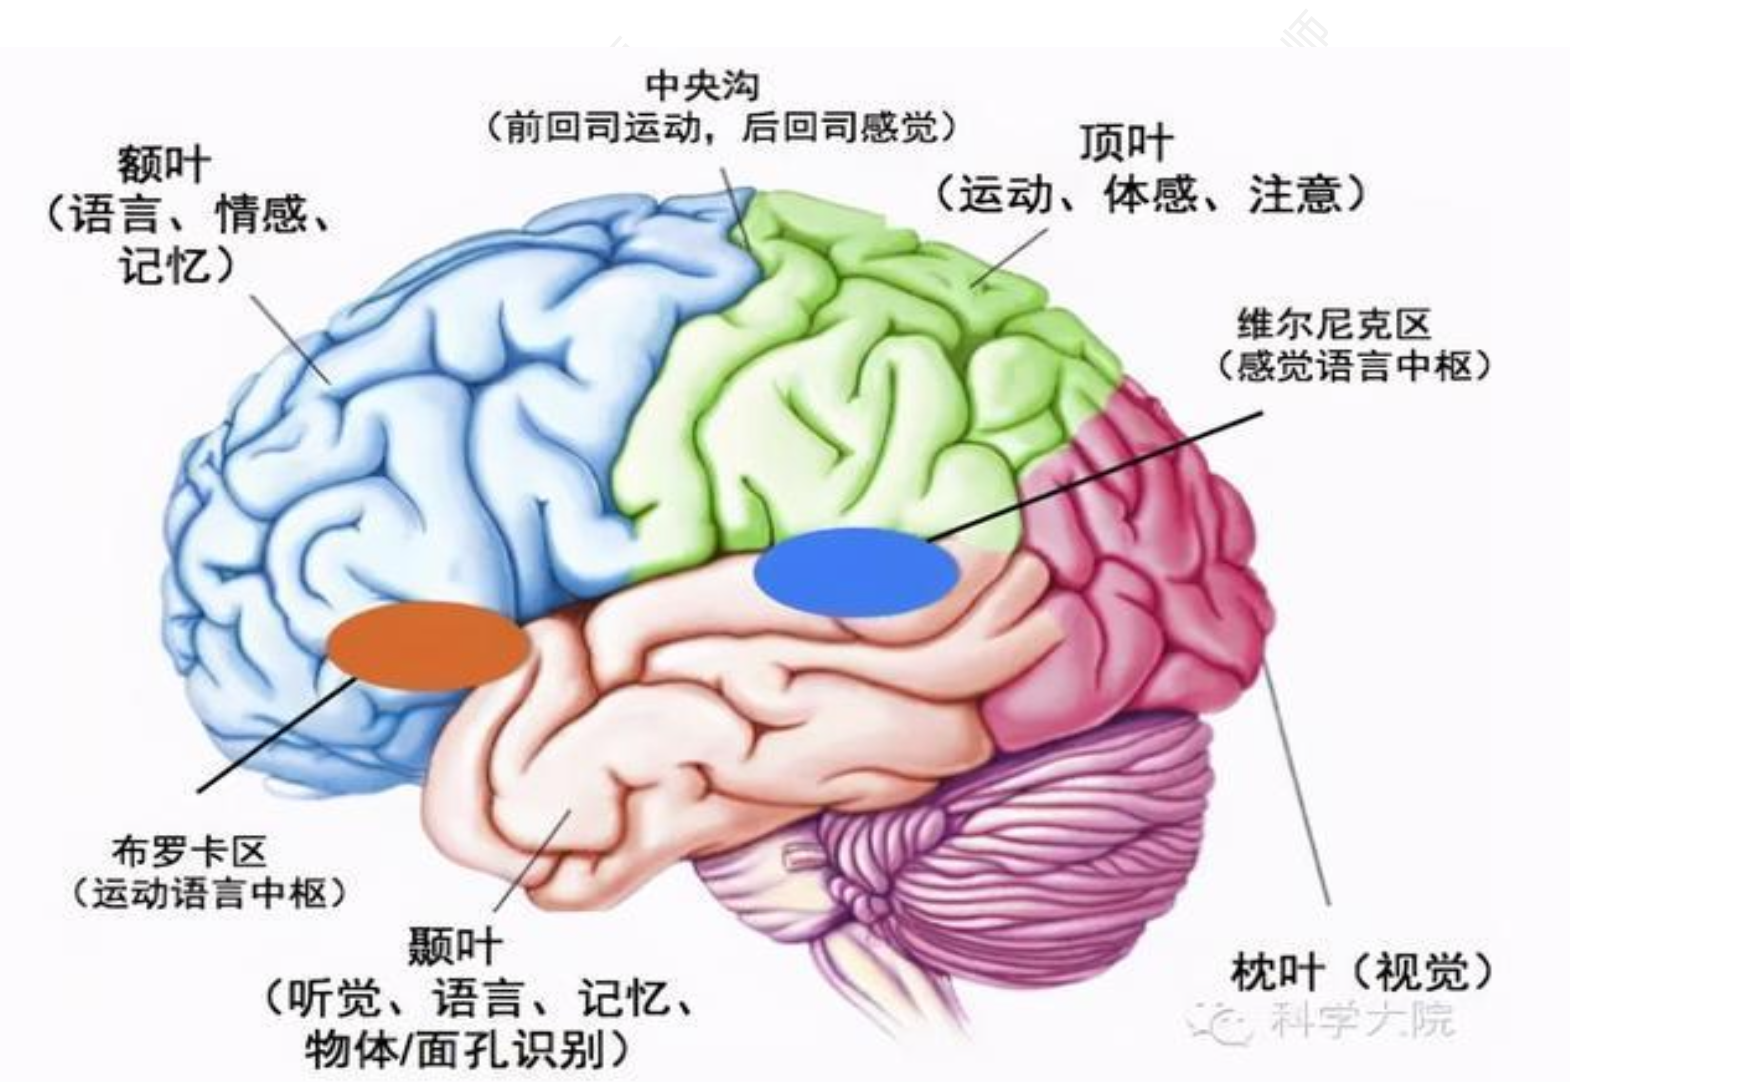 师
中央沟
（前回司运动，后回司感觉）
额叶
（语言、情感、
记忆）
顶叶
（运动、体感、注意）
维尔尼克区
（感觉语言中枢）
布罗卡区
（运动语言中枢）
颞叶
（听觉、语言、记忆、
物体/面孔识别）
枕叶（视觉）
科学大院